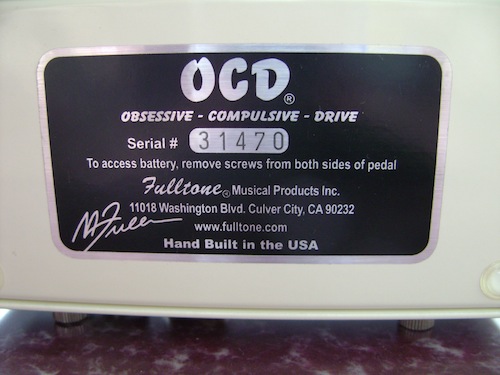 OCD®
OBSESSIVE - COMPULSIVE - DRIVE
Serial # 31470
To access battery, remove screws from both sides of pedal
Fulltone® Musical Products Inc.
11018 Washington Blvd. Culver City, CA 90232
www.fulltone.com
M Fuller
Hand Built in the USA